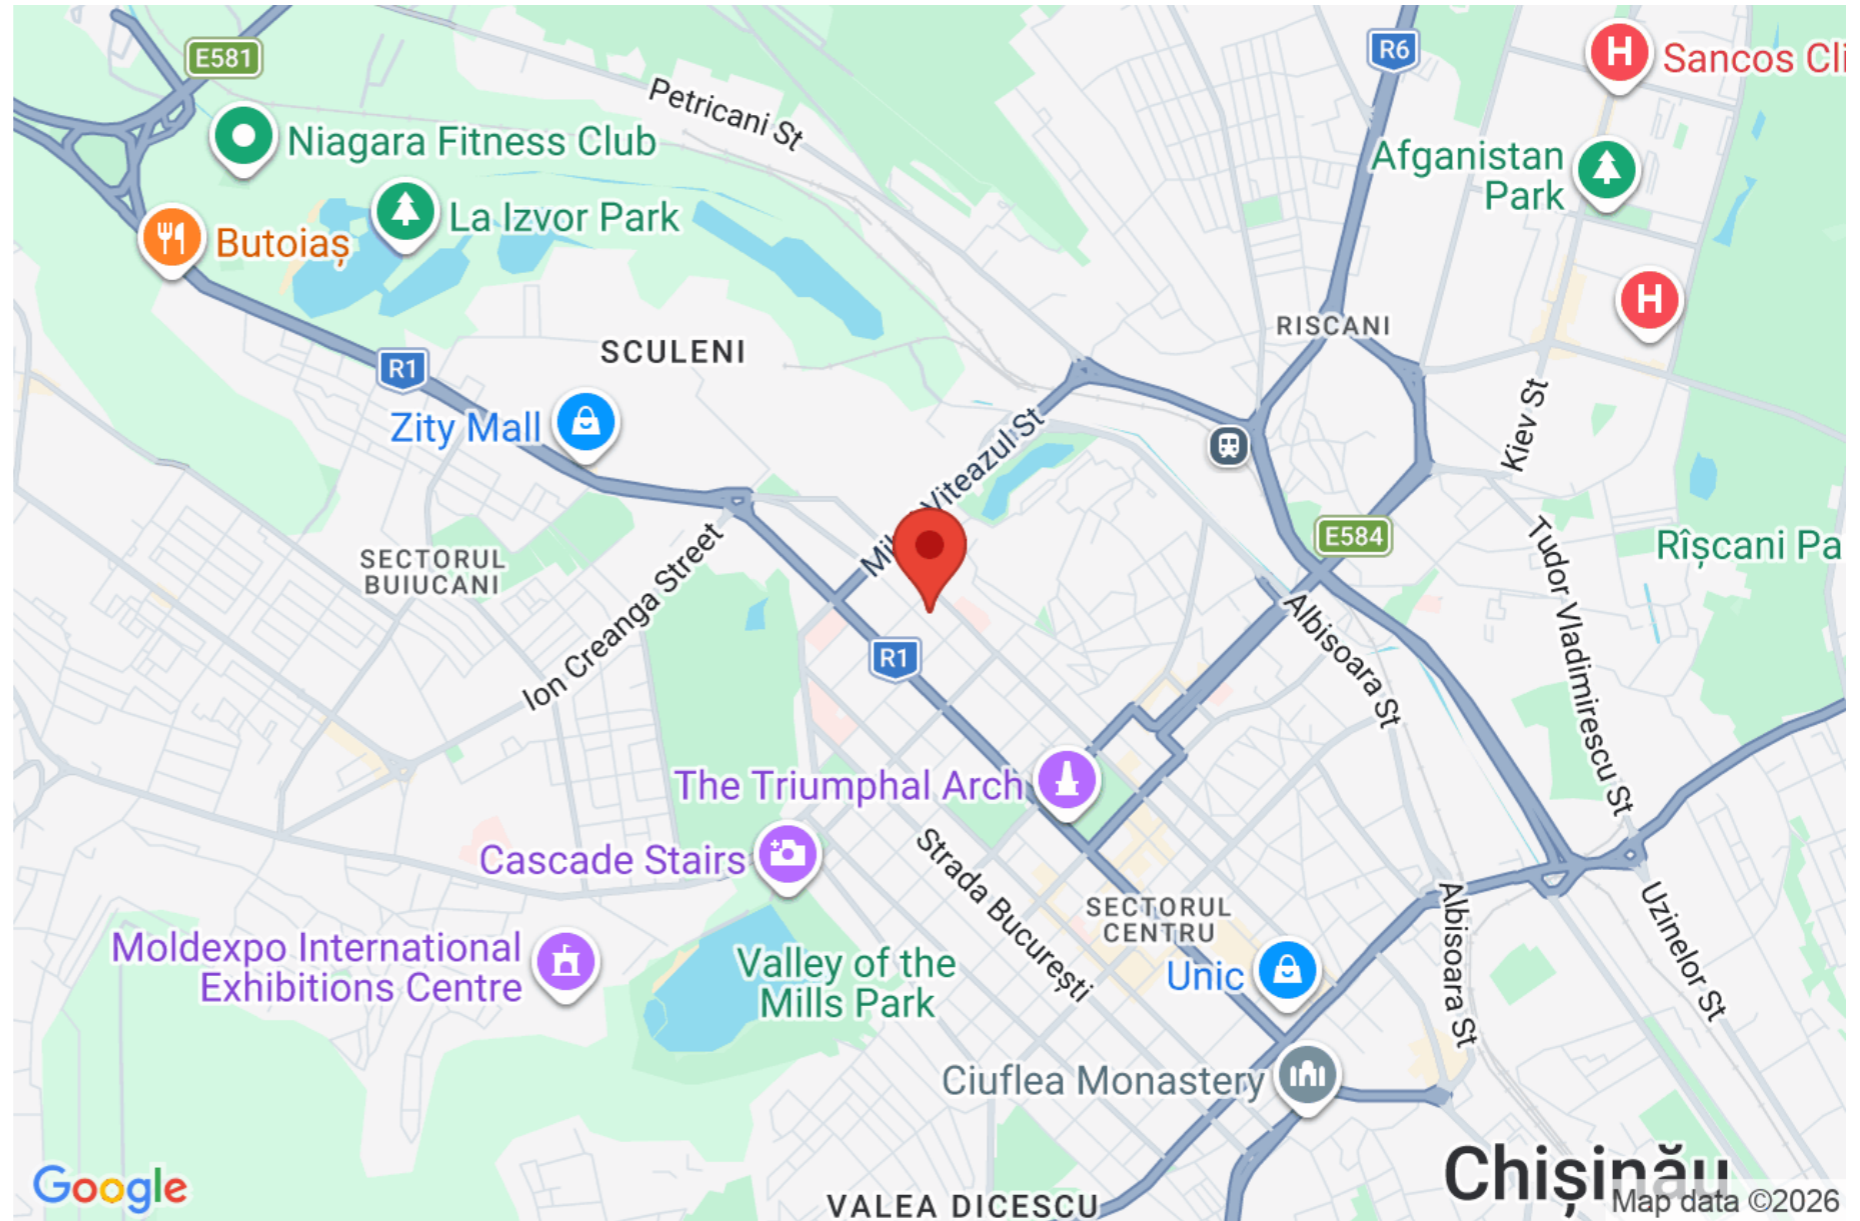 E581
R6
H
Sancos Cli
Petricani St
Niagara Fitness Club
Afganistan
Park
La Izvor Park
Butoiaș
H
RISCANI
SCULENI
R1
Zity Mall
Kiev St
Viteazul St
Ion Creanga Street
SECTORUL
BUIUCANI
E584
Rîșcani Pa
Tudor Vladimirescu St
Albisoara St
R1
The Triumphal Arch
Cascade Stairs
Strada București
SECTORUL
CENTRU
Albisoara St
Uzinelor St
Moldexpo International
Exhibitions Centre
Valley of the
Mills Park
Unic
Ciuflea Monastery
Chișinău
Google
VALEA DICESCU
Map data ©2026